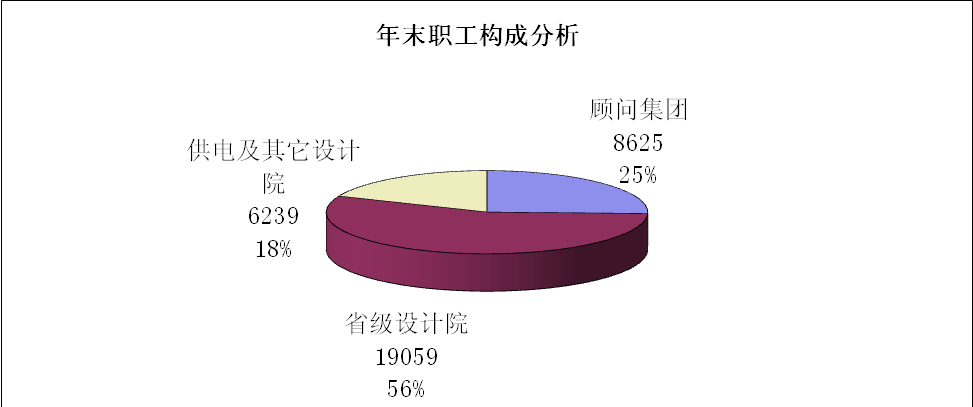 年末职工构成分析
顾问集团
8625
25%
供电及其它设计
院
6239
18%
省级设计院
19059
56%